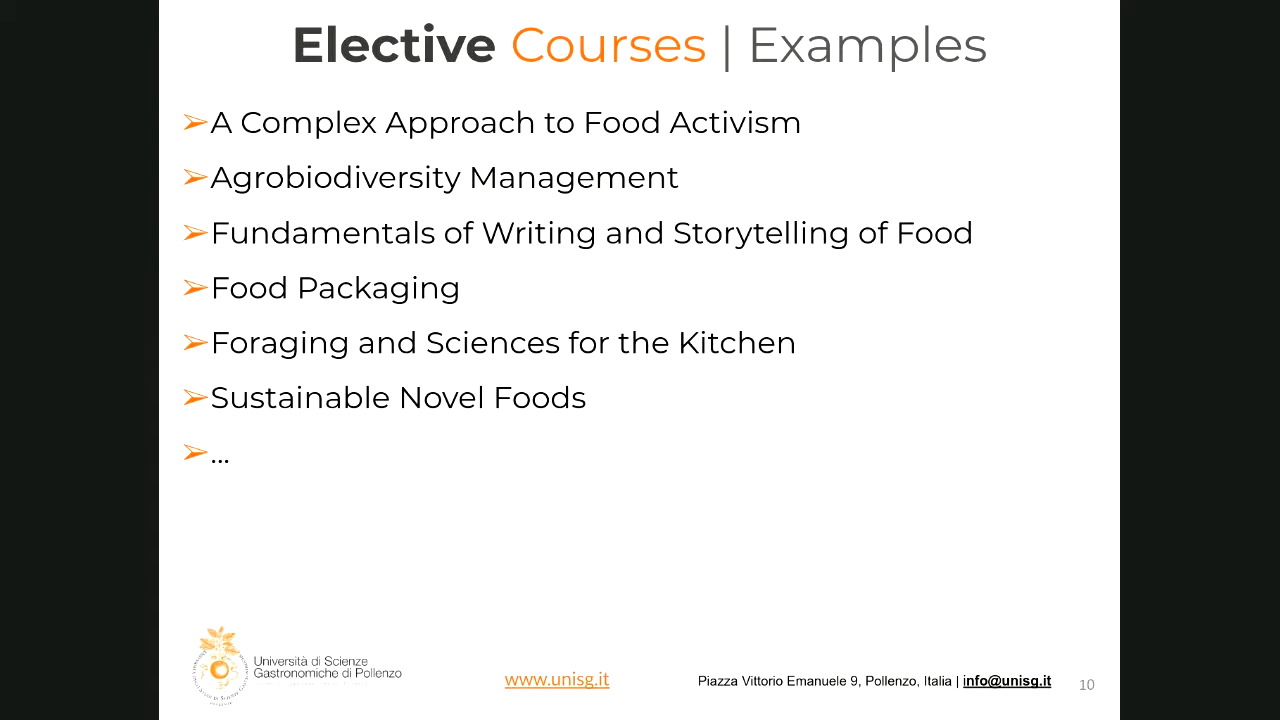 Elective Courses | Examples
➢A Complex Approach to Food Activism
➢Agrobiodiversity Management
➢Fundamentals of Writing and Storytelling of Food
➢Food Packaging
➢Foraging and Sciences for the Kitchen
➢Sustainable Novel Foods
➢...
Università di Scienze
Gastronomiche di Pollenzo
www.unisg.it
Piazza Vittorio Emanuele 9, Pollenzo, Italia | info@unisg.it
10